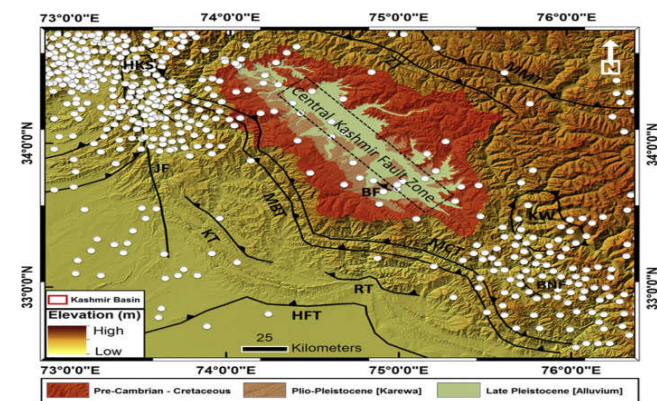 73°0'0"E 74°0'0"E 75°0'0"E 76°0'0"E
HKS
MMT
N
34°0'0"N
34°0'0"N
Central Kashmir Fault Zone
JF
BF
MBT
KW
KT
MCT
33°0'0"N
33°0'0"N
BNF
RT
HFT
Kashmir Basin
Elevation (m)
High
Low
25
Kilometers
73°0'0"E 74°0'0"E 75°0'0"E 76°0'0"E
Pre-Cambrian - Cretaceous
Plio-Pleistocene [Karewa]
Late Pleistocene [Alluvium]